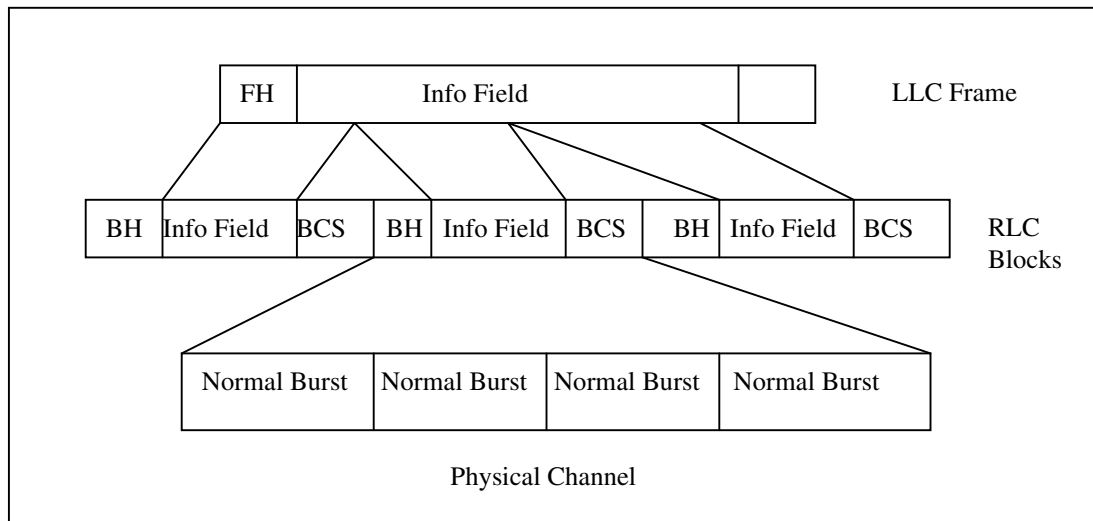 FH Info Field LLC Frame
BH Info Field BCS BH Info Field BCS BH Info Field BCS RLC
Blocks
Normal Burst Normal Burst Normal Burst Normal Burst
Physical Channel